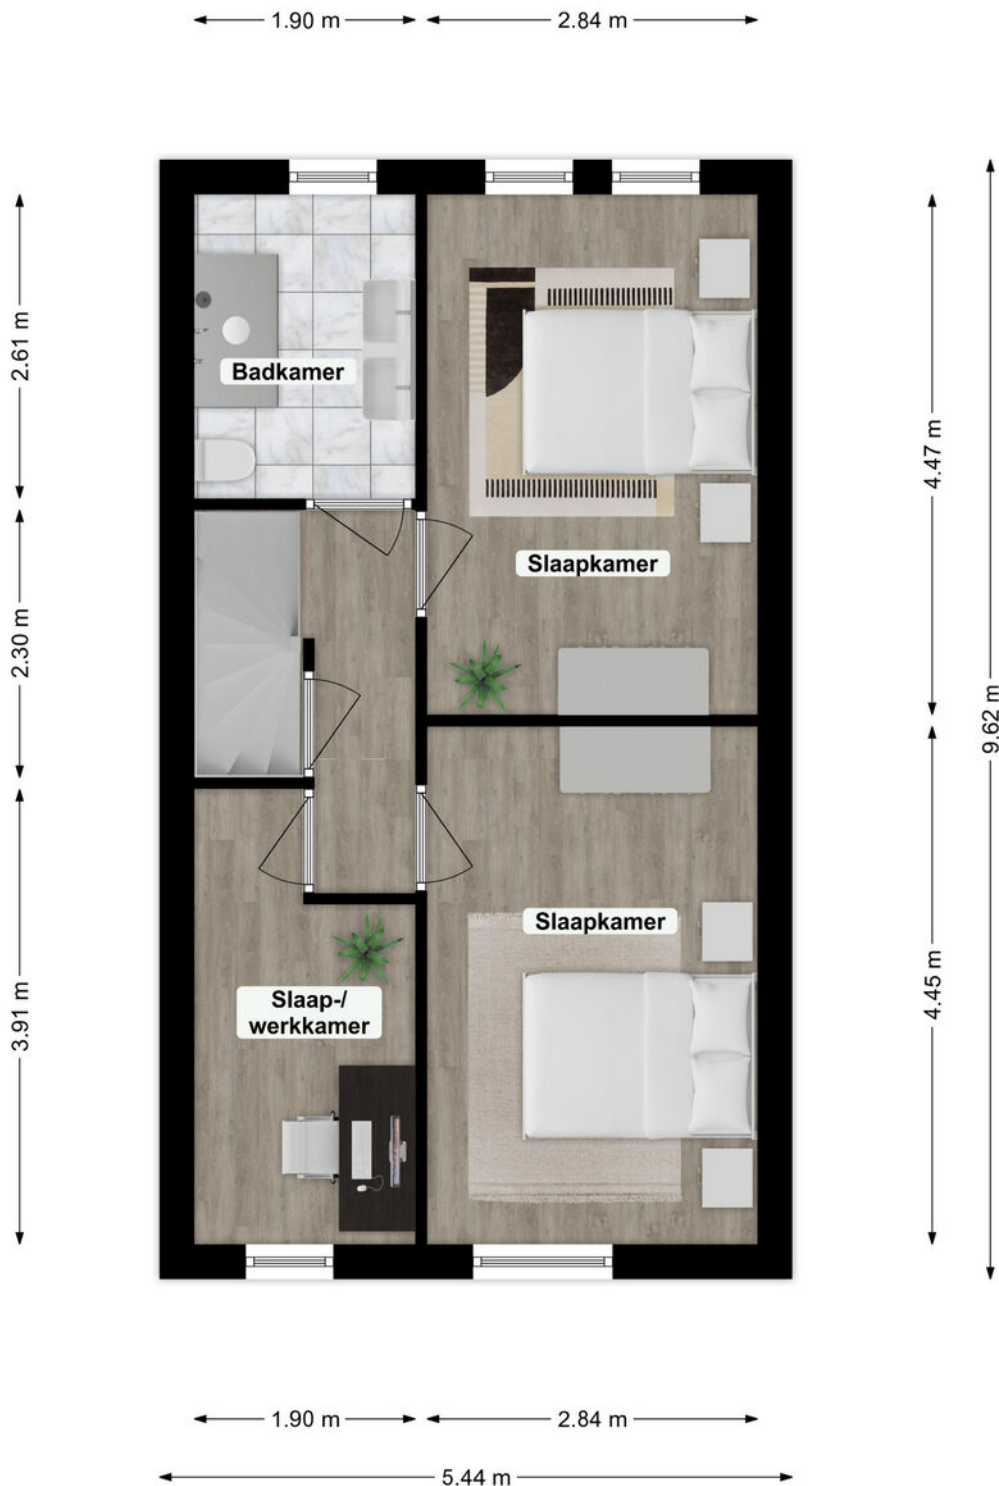 1.90 m
2.84 m
2.61 m
Badkamer
4.47 m
Slaapkamer
2.30 m
9.62 m
Slaapkamer
4.45 m
3.91 m
Slaap-/
werkkamer
1.90 m
2.84 m
5.44 m